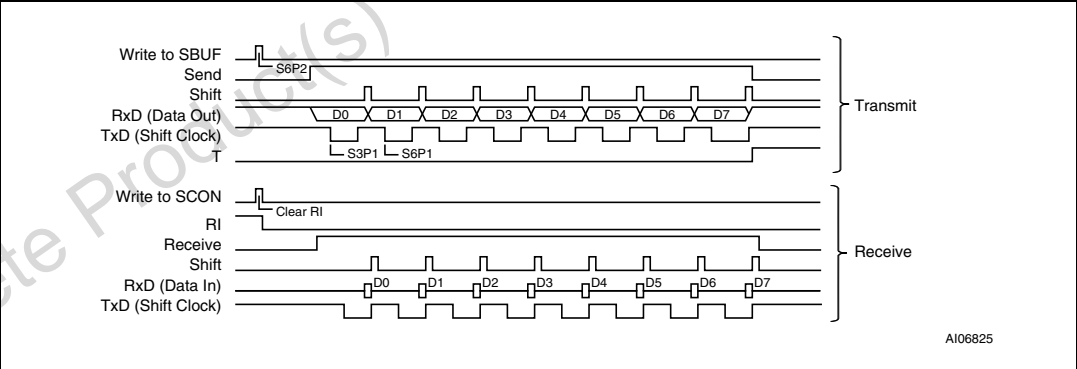 Write to SBUF
S6P2
Send
Shift
RxD (Data Out) D0 D1 D2 D3 D4 D5 D6 D7
TxD (Shift Clock)
S3P1 S6P1
T
Transmit
Write to SCON
Clear RI
RI
Receive
Shift
RxD (Data In) D0 D1 D2 D3 D4 D5 D6 D7
TxD (Shift Clock)
Receive
AI06825
ete Product(s)